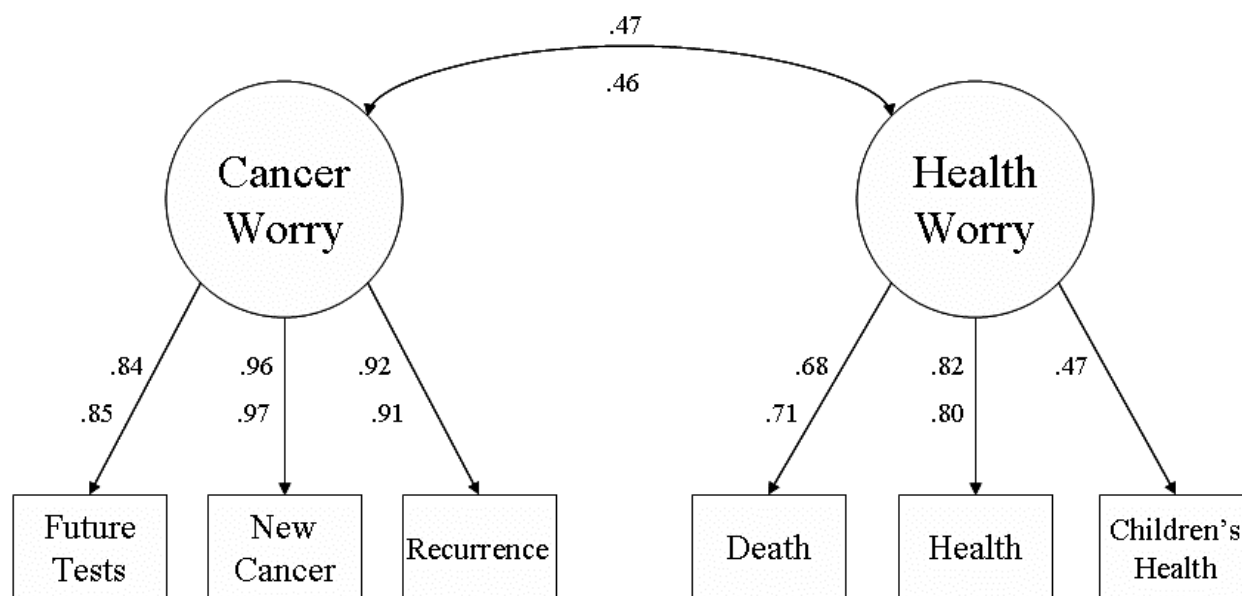 .47
.46
Cancer
Worry
Health
Worry
.84
.96
.92
.68
.82
.47
.85
.97
.91
.71
.80
Future
Tests
New
Cancer
Recurrence
Death
Health
Children’s
Health